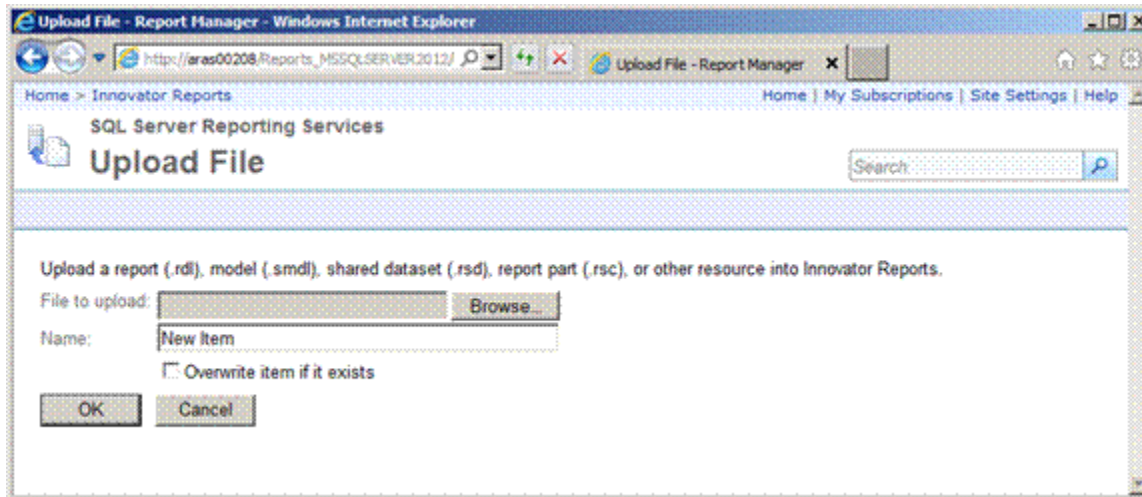 Upload File - Report Manager - Windows Internet Explorer
http://aras00208/Reports_MSSQLSERVER2012/
Upload File - Report Manager
Home > Innovator Reports
Home | My Subscriptions | Site Settings | Help
SQL Server Reporting Services
Upload File
Search
Upload a report (.rdl), model (.smdl), shared dataset (.rsd), report part (.rsc), or other resource into Innovator Reports.
File to upload:
Browse...
Name:
New Item
Overwrite item if it exists
OK
Cancel